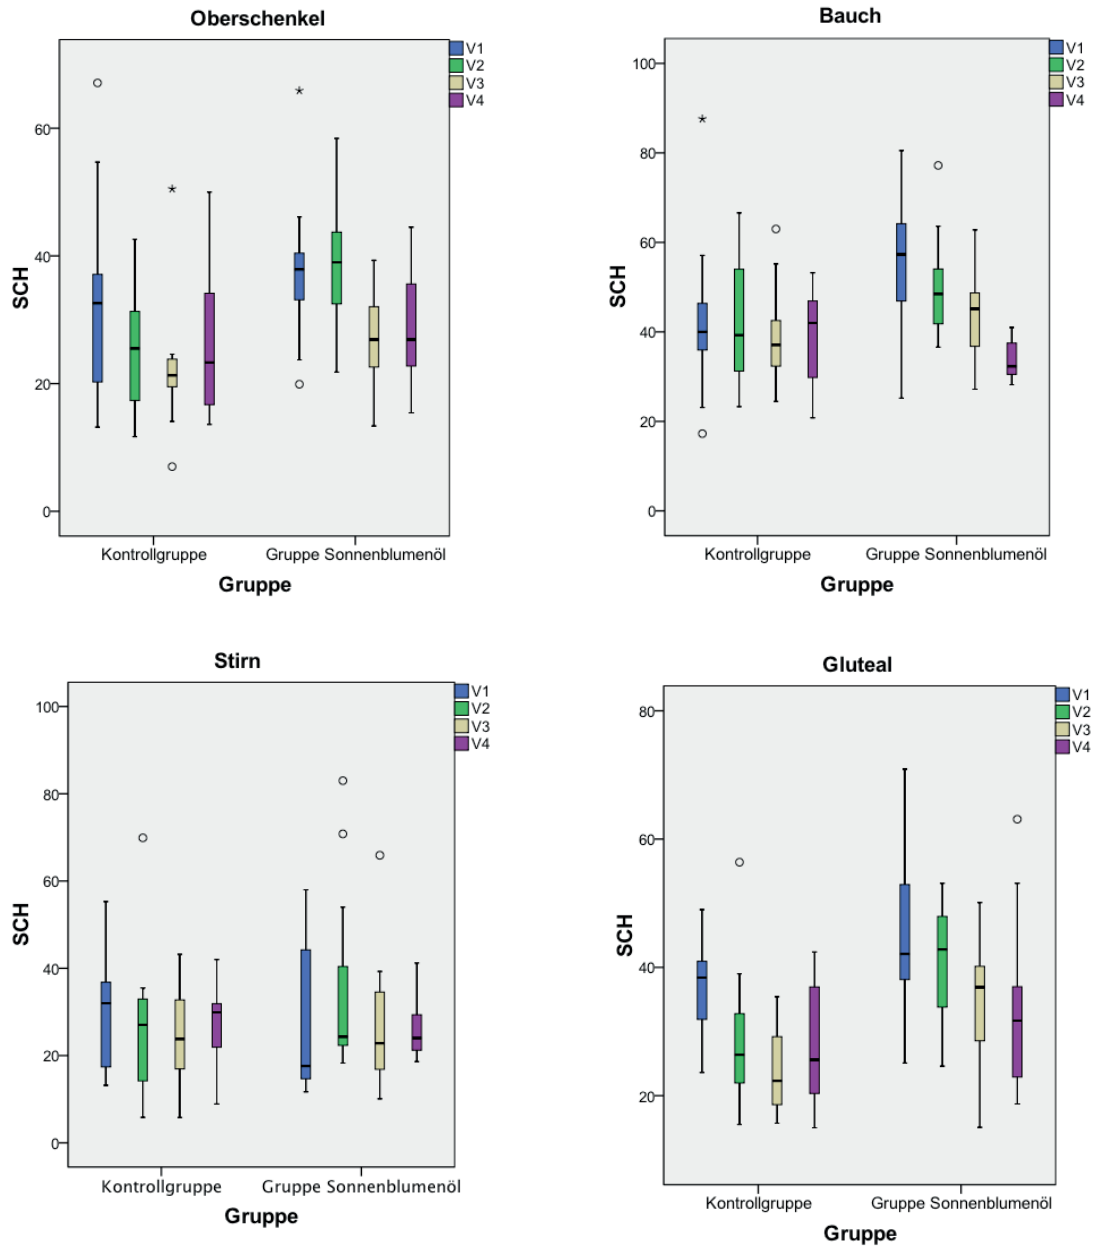 Oberschenkel
V1
V2
V3
V4
60
40
20
0
SCH
Kontrollgruppe
Gruppe Sonnenblumenöl
Gruppe
Bauch
V1
V2
V3
V4
100
80
60
40
20
0
SCH
Kontrollgruppe
Gruppe Sonnenblumenöl
Gruppe
Stirn
V1
V2
V3
V4
100
80
60
40
20
0
SCH
Kontrollgruppe
Gruppe Sonnenblumenöl
Gruppe
Gluteal
V1
V2
V3
V4
80
60
40
20
SCH
Kontrollgruppe
Gruppe Sonnenblumenöl
Gruppe